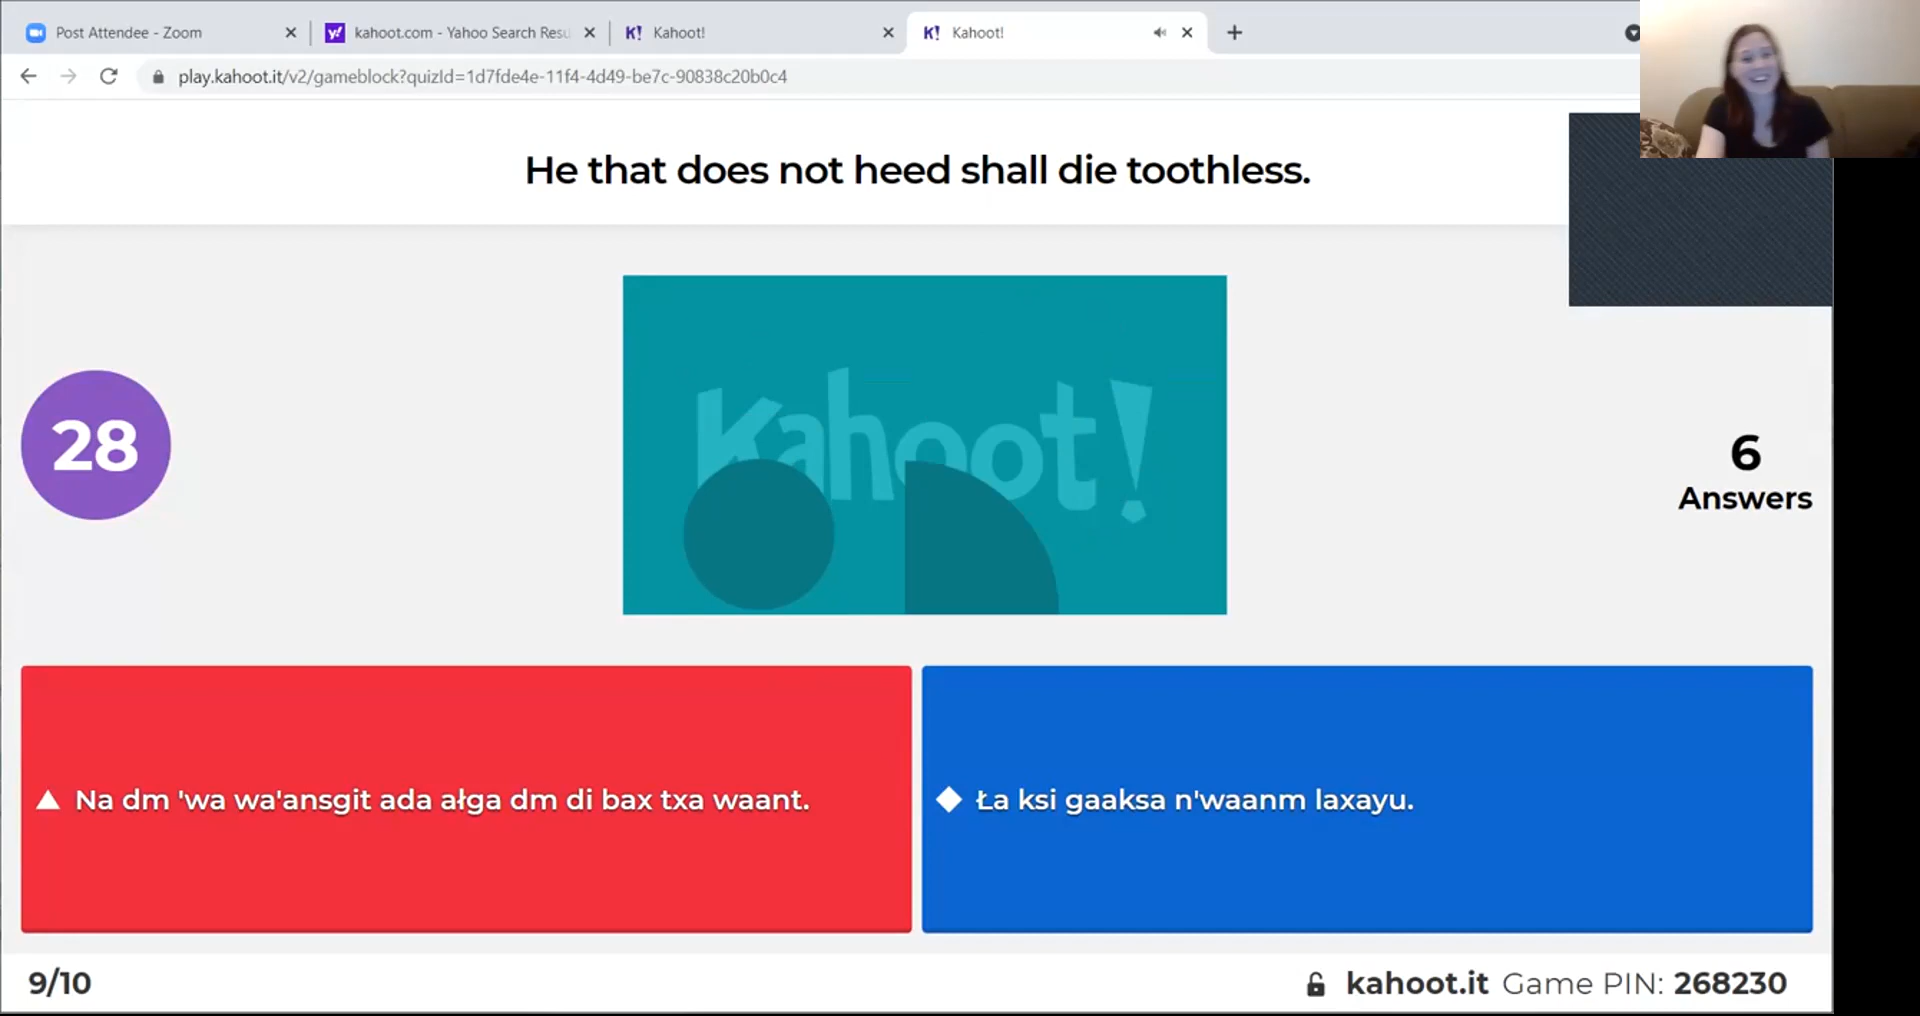 Post Attendee - Zoom
kahoot.com - Yahoo Search Resu
Kahoot!
Kahoot!
play.kahoot.it/v2/gameblock?quizId=1d7fde4e-11f4-4d49-be7c-90838c20b0c4
He that does not heed shall die toothless.
Kahoot!
28
6
Answers
Na dm 'wa wa'ansgit ada ałga dm di bax txa waant.
Ła ksi gaaksa n'waanm laxayu.
9/10
kahoot.it Game PIN: 268230